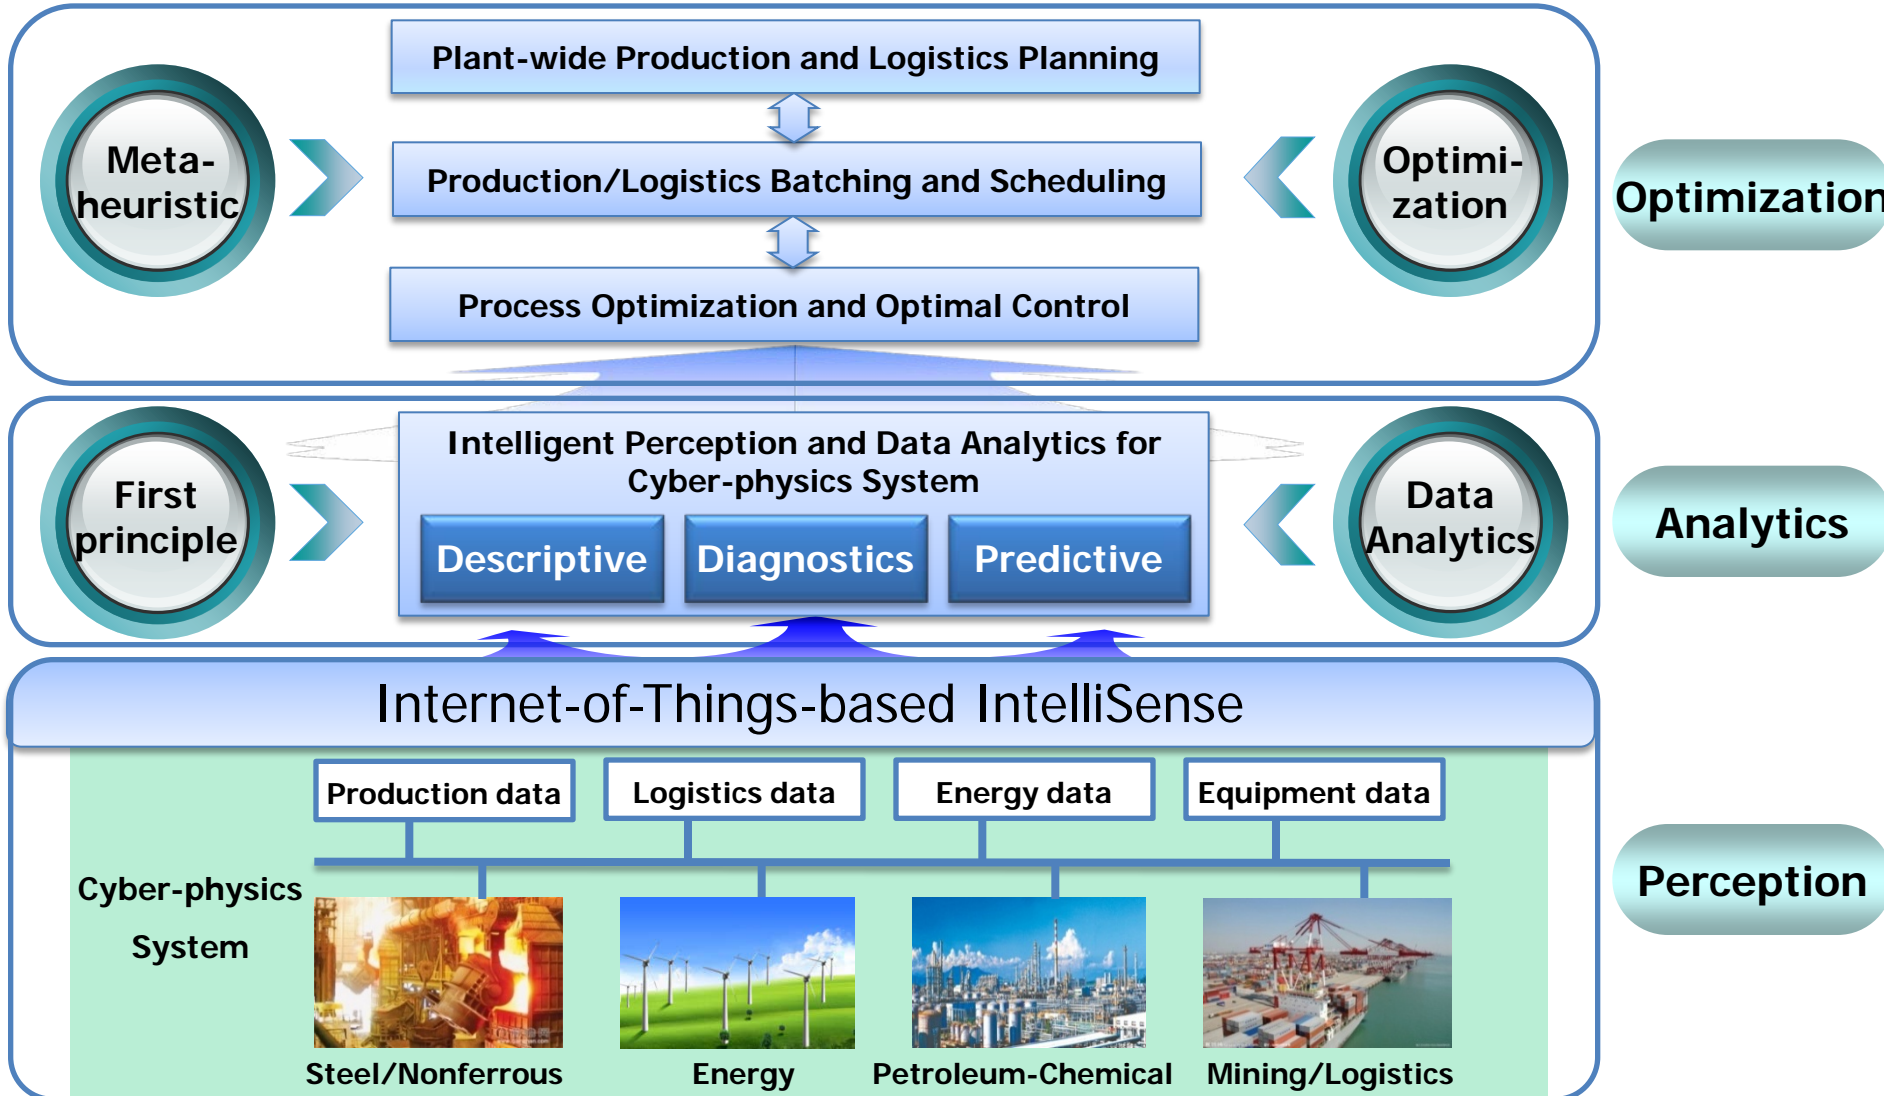 Plant-wide Production and Logistics Planning
Meta-
heuristic
Production/Logistics Batching and Scheduling
Optimi-
zation
Optimization
Process Optimization and Optimal Control
First
principle
Intelligent Perception and Data Analytics for
Cyber-physics System
Descriptive
Diagnostics
Predictive
Data
Analytics
Analytics
Internet-of-Things-based IntelliSense
Production data
Logistics data
Energy data
Equipment data
Cyber-physics
System
Perception
Steel/Nonferrous
Energy
Petroleum-Chemical
Mining/Logistics